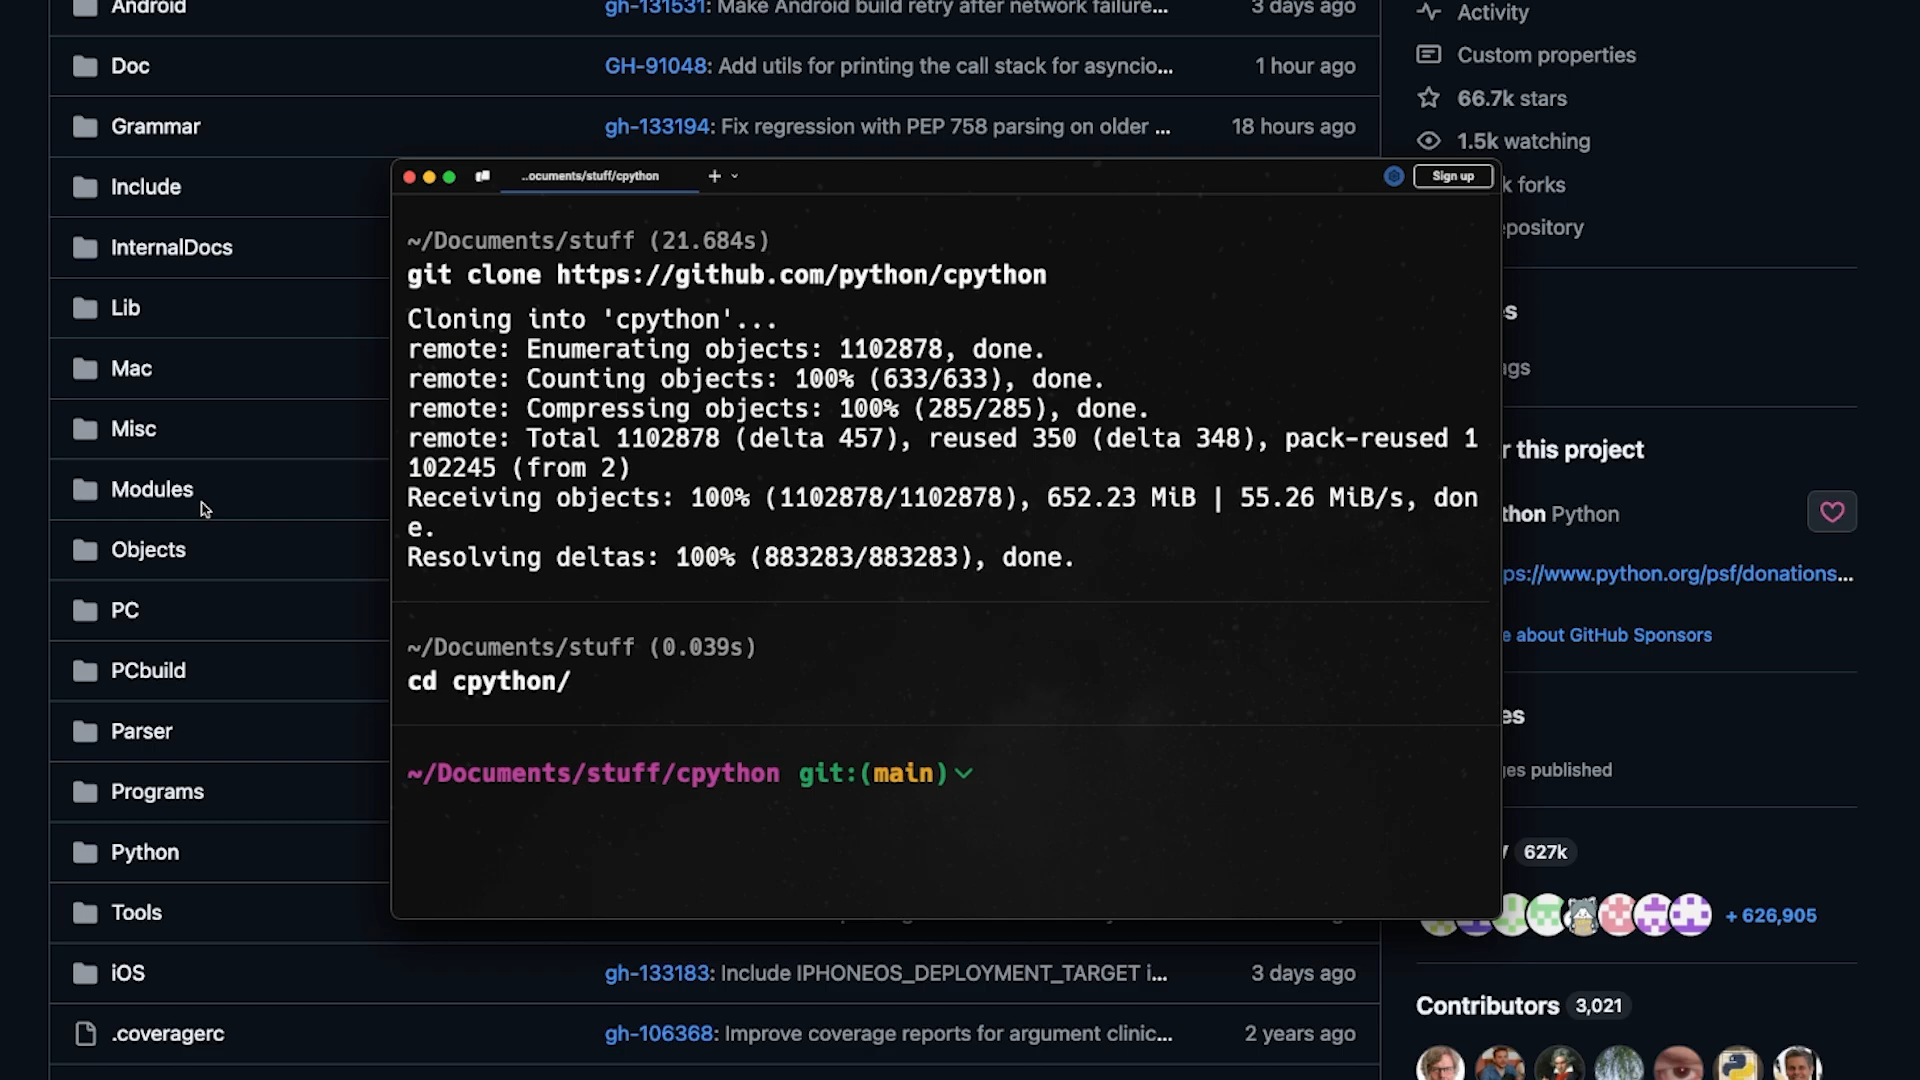 Android
gh-131531: Make Android build retry after network failure...
3 days ago
Doc
GH-91048: Add utils for printing the call stack for asyncio...
1 hour ago
Grammar
gh-133194: Fix regression with PEP 758 parsing on older ...
18 hours ago
Include
InternalDocs
Lib
Mac
Misc
Modules
Objects
PC
PCbuild
Parser
Programs
Python
Tools
iOS
gh-133183: Include IPHONEOS_DEPLOYMENT_TARGET i...
3 days ago
.coveragerc
gh-106368: Improve coverage reports for argument clinic...
2 years ago
..ocuments/stuff/cpython
Sign up
~/Documents/stuff (21.684s)
git clone https://github.com/python/cpython
Cloning into 'cpython'...
remote: Enumerating objects: 1102878, done.
remote: Counting objects: 100% (633/633), done.
remote: Compressing objects: 100% (285/285), done.
remote: Total 1102878 (delta 457), reused 350 (delta 348), pack-reused 1
102245 (from 2)
Receiving objects: 100% (1102878/1102878), 652.23 MiB | 55.26 MiB/s, don
e.
Resolving deltas: 100% (883283/883283), done.
~/Documents/stuff (0.039s)
cd cpython/
~/Documents/stuff/cpython git:(main)
Activity
Custom properties
66.7k stars
1.5k watching
k forks
pository
s
gs
r this project
thon Python
ps://www.python.org/psf/donations...
e about GitHub Sponsors
es
es published
627k
+ 626,905
Contributors 3,021